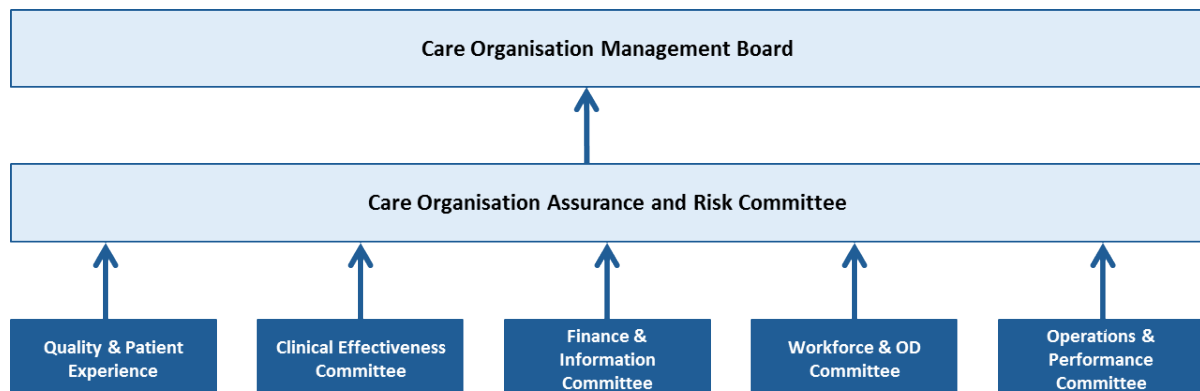 Care Organisation Management Board
Care Organisation Assurance and Risk Committee
Quality & Patient
Experience
Clinical Effectiveness
Committee
Finance &
Information
Committee
Workforce & OD
Committee
Operations &
Performance
Committee